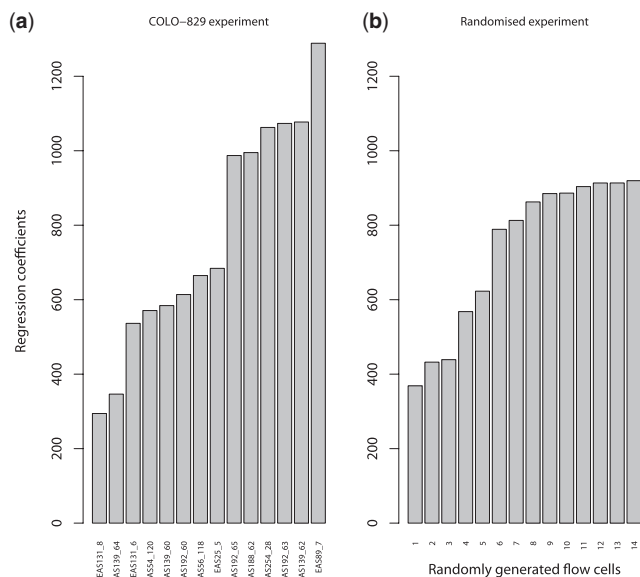 (a)
COLO−829 experiment
Regression coefficients
0
200
400
600
800
1000
1200
EAS131_8
AS139_64
EAS131_6
AS54_120
AS139_60
AS192_60
AS56_118
EAS25_5
AS192_65
AS188_62
AS254_28
AS192_63
AS139_62
EAS89_7
(b)
Randomised experiment
0
200
400
600
800
1000
1200
1
2
3
4
5
6
7
8
9
10
11
12
13
14
Randomly generated flow cells